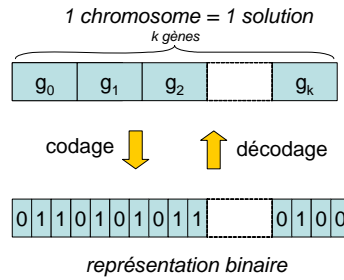 1 chromosome = 1 solution
k gènes
g0 g1 g2 gk
codage décodage
0 1 1 0 1 0 1 0 1 1 0 1 0 0
représentation binaire